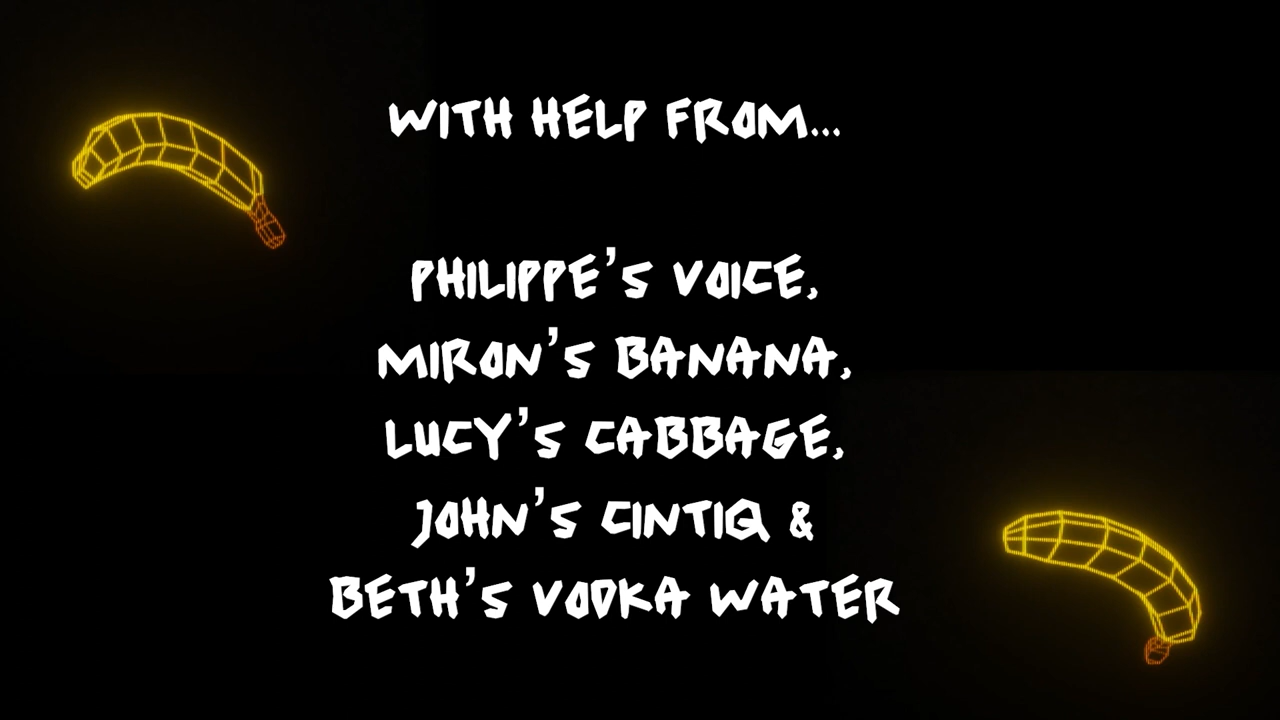 WITH HELP FROM...
PHILIPPE'S VOICE,
MIRON'S BANANA,
LUCY'S CABBAGE,
JOHN'S CINTIQ &
BETH'S VODKA WATER